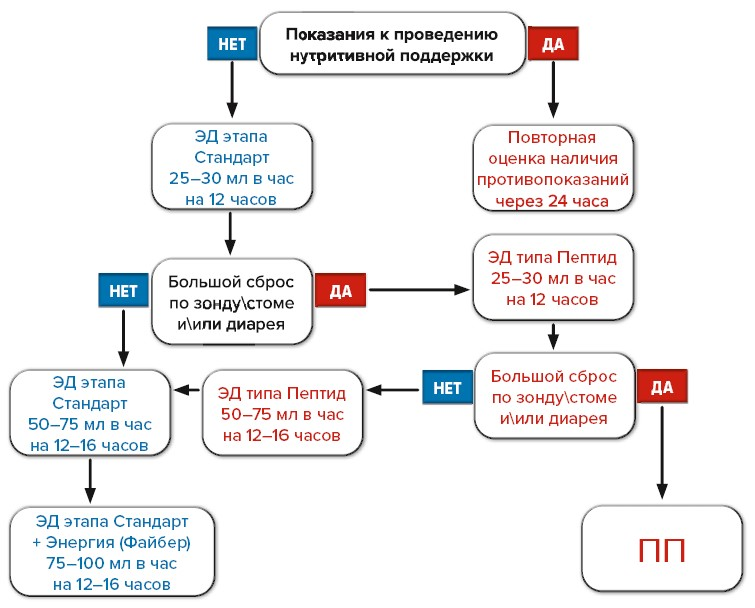 Показания к проведению
нутритивной поддержки
НЕТ
ДА
ЭД этапа
Стандарт
25–30 мл в час
на 12 часов
Повторная
оценка наличия
противопоказаний
через 24 часа
Большой сброс
по зонду\стоме
и\или диарея
НЕТ
ДА
ЭД типа Пептид
25–30 мл в час
на 12 часов
ЭД этапа
Стандарт
50–75 мл в час
на 12–16 часов
ЭД типа Пептид
50–75 мл в час
на 12–16 часов
НЕТ
Большой сброс
по зонду\стоме
и\или диарея
ДА
ЭД этапа Стандарт
+ Энергия (Файбер)
75–100 мл в час
на 12–16 часов
ПП